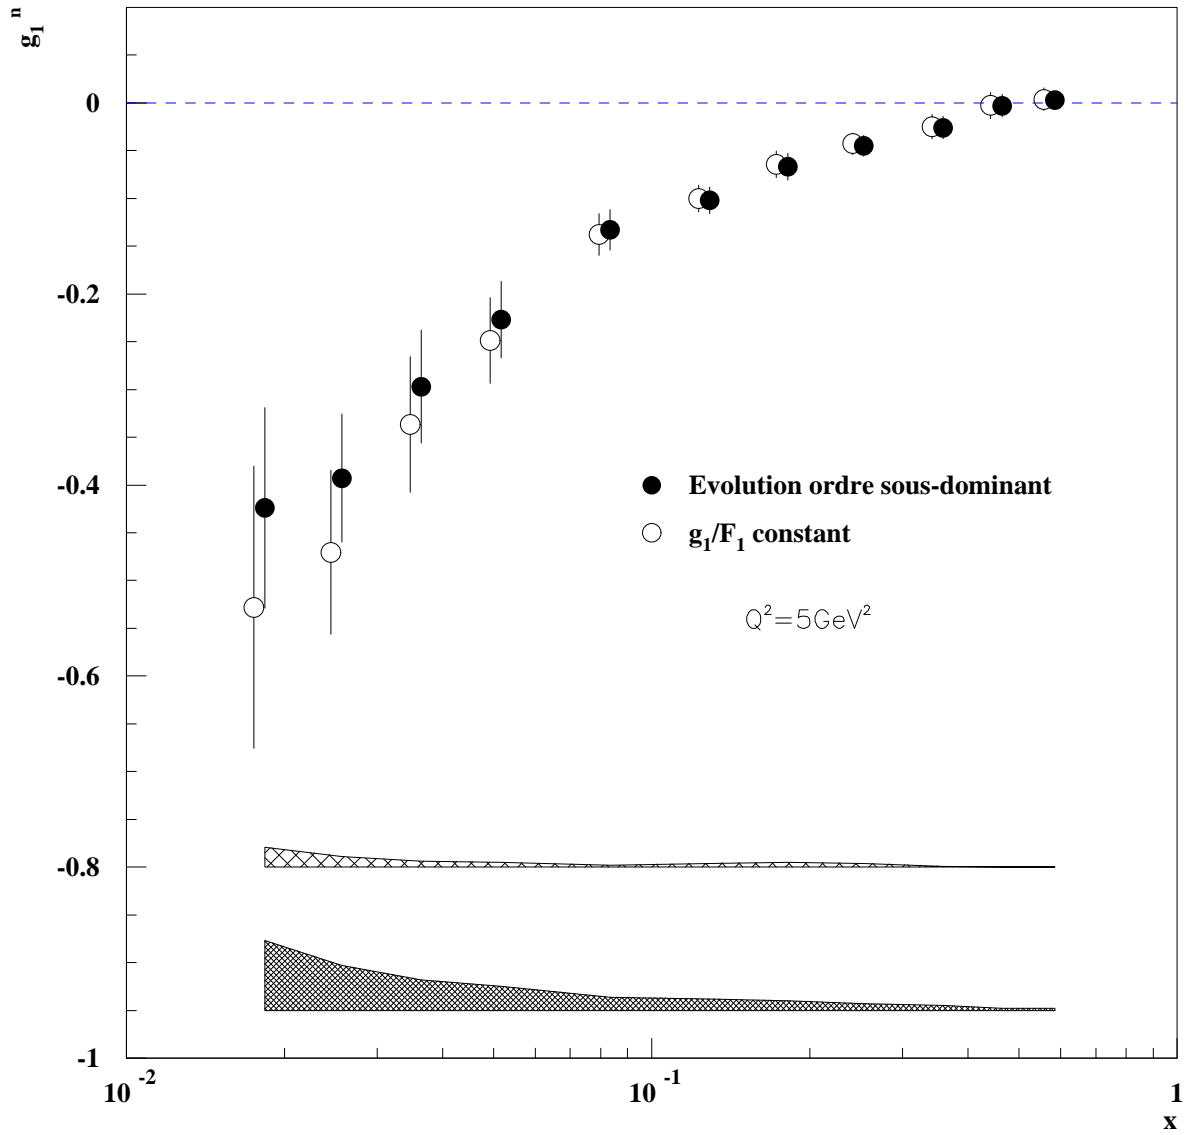 g₁ⁿ
0
-0.2
-0.4
Evolution ordre sous-dominant
g₁/F₁ constant
Q²=5GeV²
-0.6
-0.8
-1
10⁻² 10⁻¹ 1
x